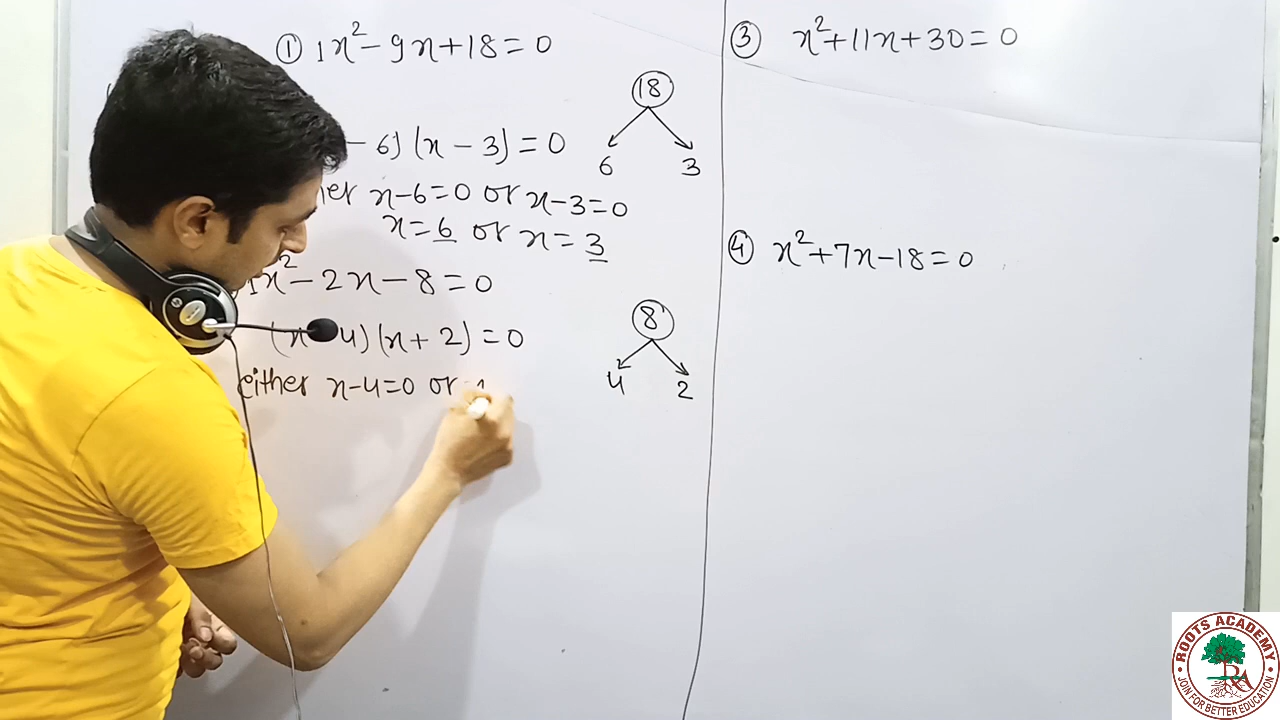 ① 1x² - 9x + 18 = 0
18
- 6) (x - 3) = 0
6 3
x - 6 = 0 or x - 3 = 0
x = 6 or x = 3
1x² - 2x - 8 = 0
8
4) (x + 2) = 0
4 2
either x - 4 = 0 or
③ x² + 11x + 30 = 0
④ x² + 7x - 18 = 0
ROOTS ACADEMY
RA
JOIN FOR BETTER EDUCATION